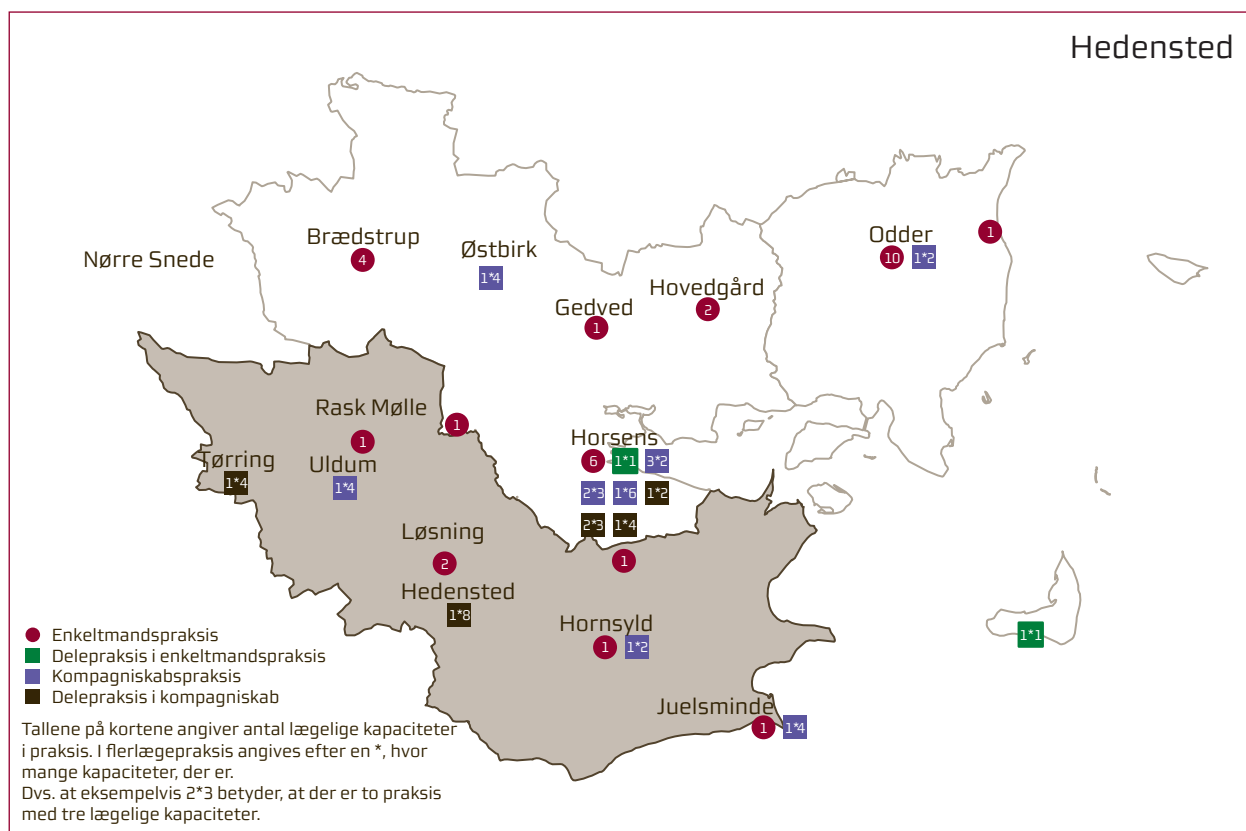 Hedensted
Brædstrup
4
Østbirk
1*4
Nørre Snede
Odder
10
1*2
1
Hovedgård
2
Gedved
1
Rask Mølle
1
1
Tørring
1*4
Uldum
1*4
Horsens
6
1*1
3*2
2*3
1*6
1*2
2*3
1*4
1
Løsning
2
Hedensted
1*8
Hornsyld
1
1*2
1*1
Juelsminde
1
1*4
Enkeltmandspraksis
Delepraksis i enkeltmandspraksis
Kompagniskabspraksis
Delepraksis i kompagniskab
Tallene på kortene angiver antal lægelige kapaciteter
i praksis. I flerlægepraksis angives efter en *, hvor
mange kapaciteter, der er.
Dvs. at eksempelvis 2*3 betyder, at der er to praksis
med tre lægelige kapaciteter.